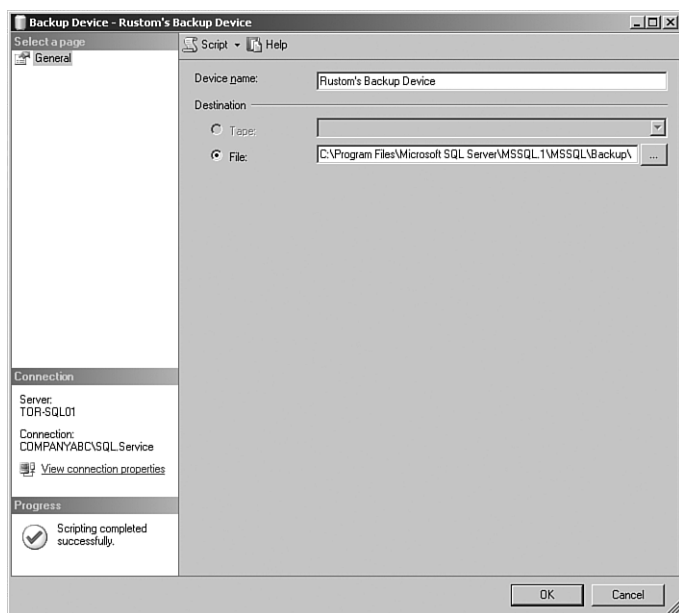 Backup Device - Rustom's Backup Device
Select a page
General
Script
Help
Device name:
Rustom's Backup Device
Destination
Tape:
File:
C:\Program Files\Microsoft SQL Server\MSSQL.1\MSSQL\Backup\
...
Connection
Server:
TOR-SQL01
Connection:
COMPANYABC\SQL.Service
View connection properties
Progress
Scripting completed
successfully.
OK
Cancel